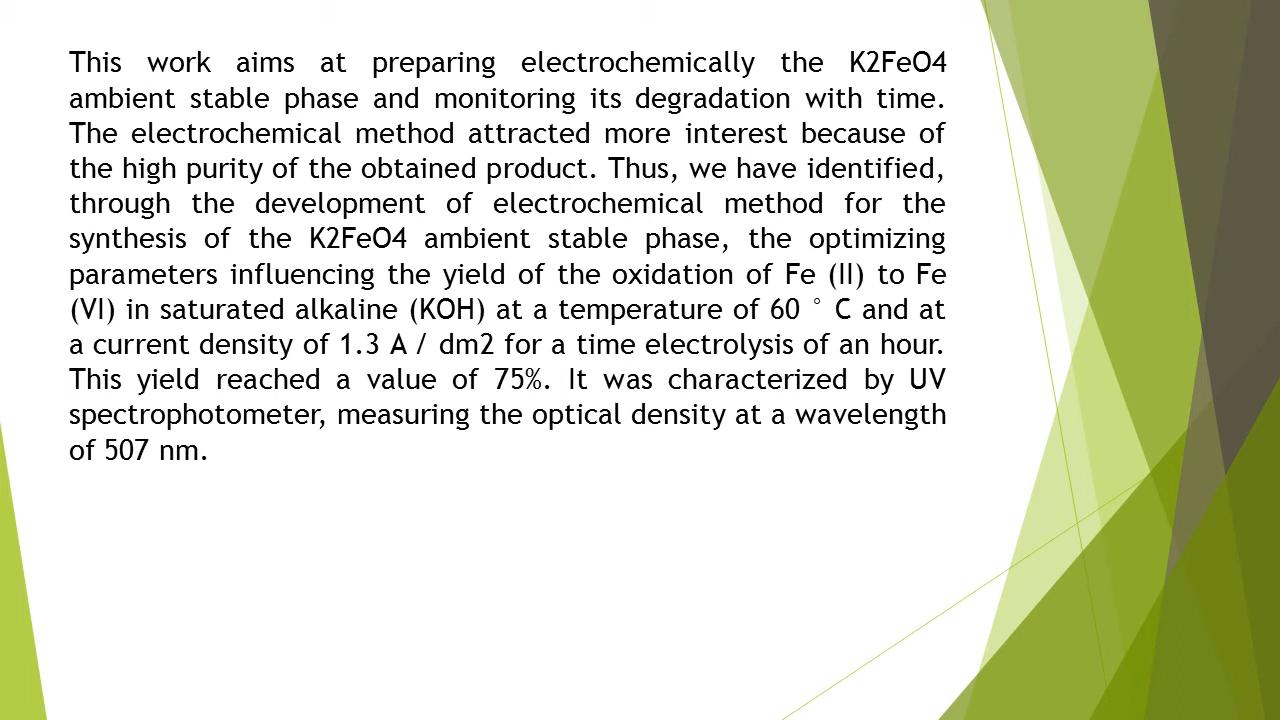 This work aims at preparing electrochemically the K2FeO4
ambient stable phase and monitoring its degradation with time.
The electrochemical method attracted more interest because of
the high purity of the obtained product. Thus, we have identified,
through the development of electrochemical method for the
synthesis of the K2FeO4 ambient stable phase, the optimizing
parameters influencing the yield of the oxidation of Fe (II) to Fe
(VI) in saturated alkaline (KOH) at a temperature of 60 ° C and at
a current density of 1.3 A / dm2 for a time electrolysis of an hour.
This yield reached a value of 75%. It was characterized by UV
spectrophotometer, measuring the optical density at a wavelength
of 507 nm.